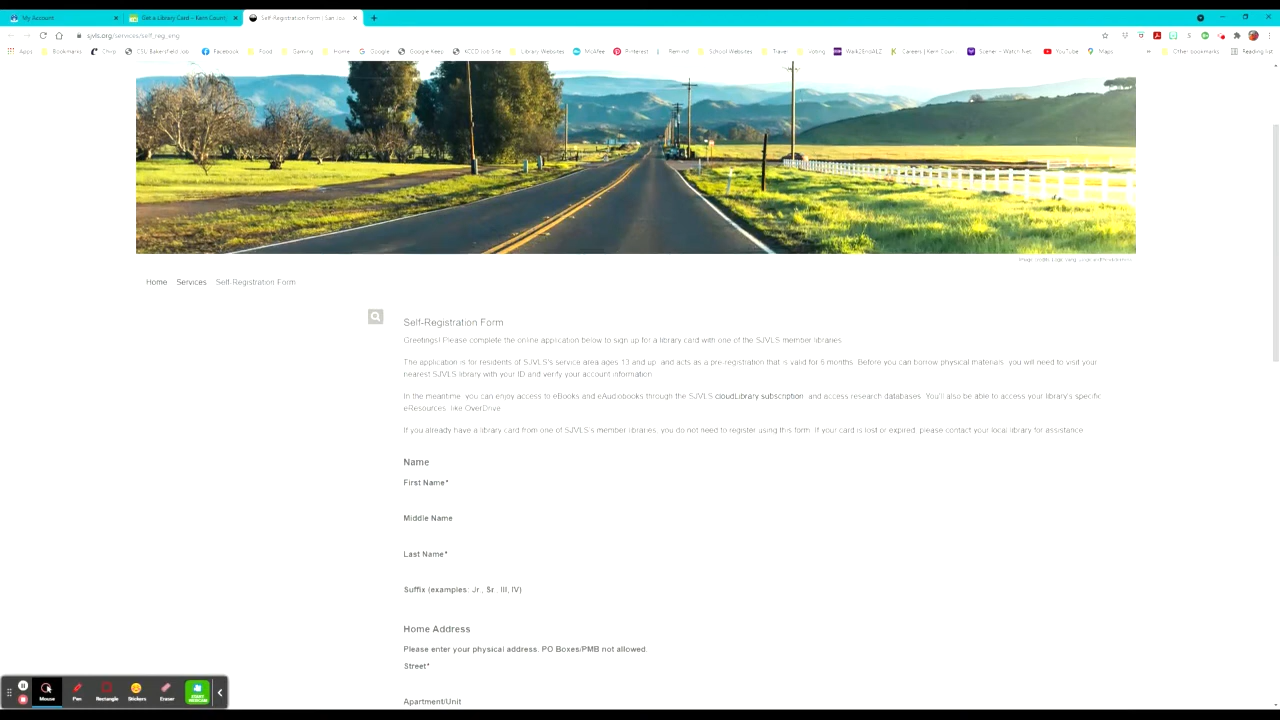 My Account
Get a Library Card – Kern Count
Self-Registration Form | San Joa
sjvls.org/services/self_reg_eng
Apps Bookmarks Chirp CSU Bakersfield Job Facebook Food Gaming Home Google Google Keep KCCD Job Site Library Websites McAfee Pinterest Remind School Websites Travel Voting Walk2EndALZ Careers | Kern Coun YouTube Maps » Other bookmarks Reading list
Home Services Self-Registration Form
Self-Registration Form
Greetings! Please complete the online application below to sign up for a library card with one of the SJVLS member libraries.
The application is for residents of SJVLS's service area ages 13 and up, and acts as a pre-registration that is valid for 6 months. Before you can borrow physical materials, you will need to visit your
nearest SJVLS library with your ID and verify your account information.
In the meantime, you can enjoy access to eBooks and eAudiobooks through the SJVLS cloudLibrary subscription, and access research databases. You'll also be able to access your library's specific
eResources, like OverDrive.
If you already have a library card from one of SJVLS's member libraries, you do not need to register using this form. If your card is lost or expired, please contact your local library for assistance.
Name
First Name*
Middle Name
Last Name*
Suffix (examples: Jr., Sr., III, IV)
Home Address
Please enter your physical address. PO Boxes/PMB not allowed.
Street*
Apartment/Unit
Mouse Pen Rectangle Stickers Eraser